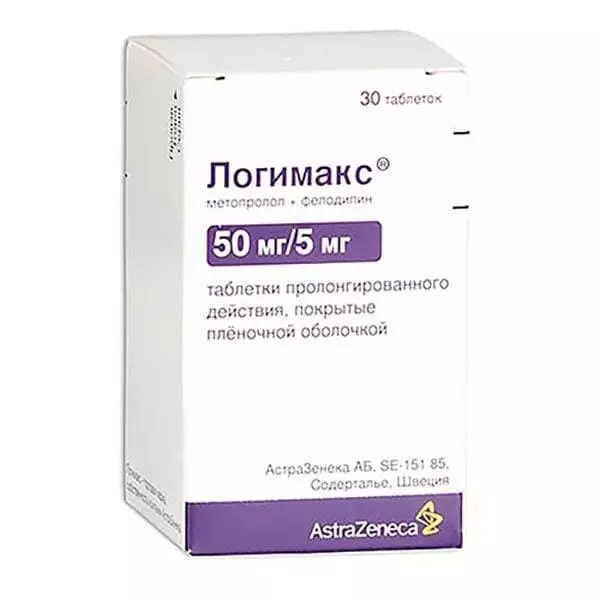 30 таблеток
Логимакс®
метопролол + фелодипин
50 мг/5 мг
таблетки пролонгированного
действия, покрытые
плёночной оболочкой
АстраЗенека АБ, SE-151 85,
Содерталье, Швеция
AstraZeneca